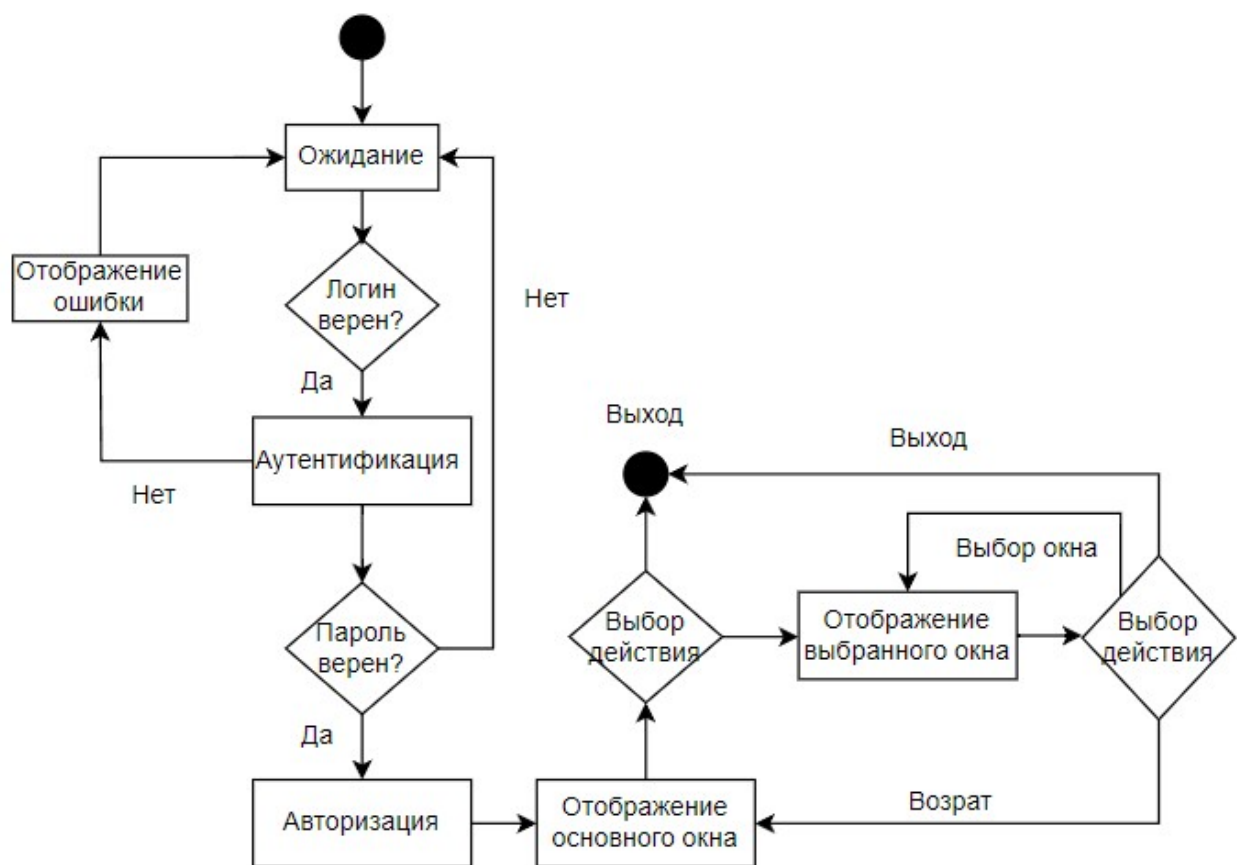 Ожидание
Отображение
ошибки
Логин
верен?
Нет
Да
Аутентификация
Нет
Пароль
верен?
Да
Авторизация
Выход
Выход
Выбор окна
Выбор
действия
Отображение
выбранного окна
Выбор
действия
Отображение
основного окна
Возрат